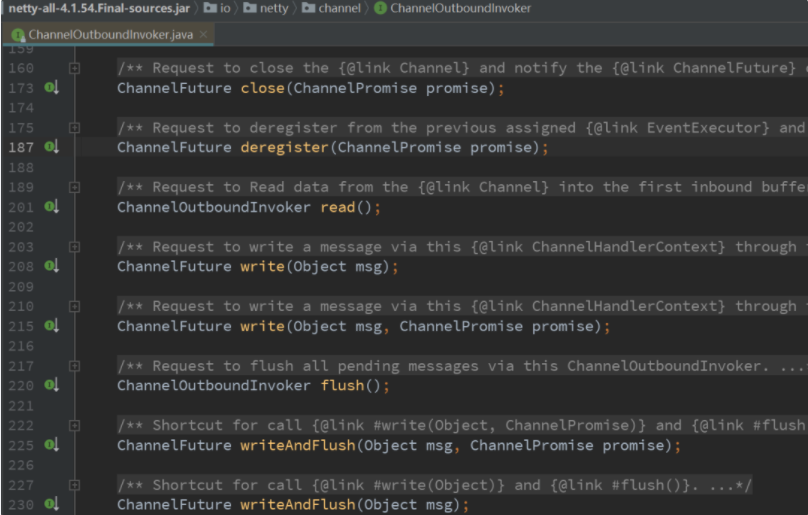 netty-all-4.1.54.Final-sources.jar io netty channel ChannelOutboundInvoker
ChannelOutboundInvoker.java ×
159
160 /** Request to close the {@link Channel} and notify the {@link ChannelFuture}
173 ChannelFuture close(ChannelPromise promise);
174
175 /** Request to deregister from the previous assigned {@link EventExecutor} and
187 ChannelFuture deregister(ChannelPromise promise);
188
189 /** Request to Read data from the {@link Channel} into the first inbound buffe
201 ChannelOutboundInvoker read();
202
203 /** Request to write a message via this {@link ChannelHandlerContext} through
208 ChannelFuture write(Object msg);
209
210 /** Request to write a message via this {@link ChannelHandlerContext} through
215 ChannelFuture write(Object msg, ChannelPromise promise);
216
217 /** Request to flush all pending messages via this ChannelOutboundInvoker. ...
220 ChannelOutboundInvoker flush();
221
222 /** Shortcut for call {@link #write(Object, ChannelPromise)} and {@link #flush
225 ChannelFuture writeAndFlush(Object msg, ChannelPromise promise);
226
227 /** Shortcut for call {@link #write(Object)} and {@link #flush()}. ...*/
230 ChannelFuture writeAndFlush(Object msg);